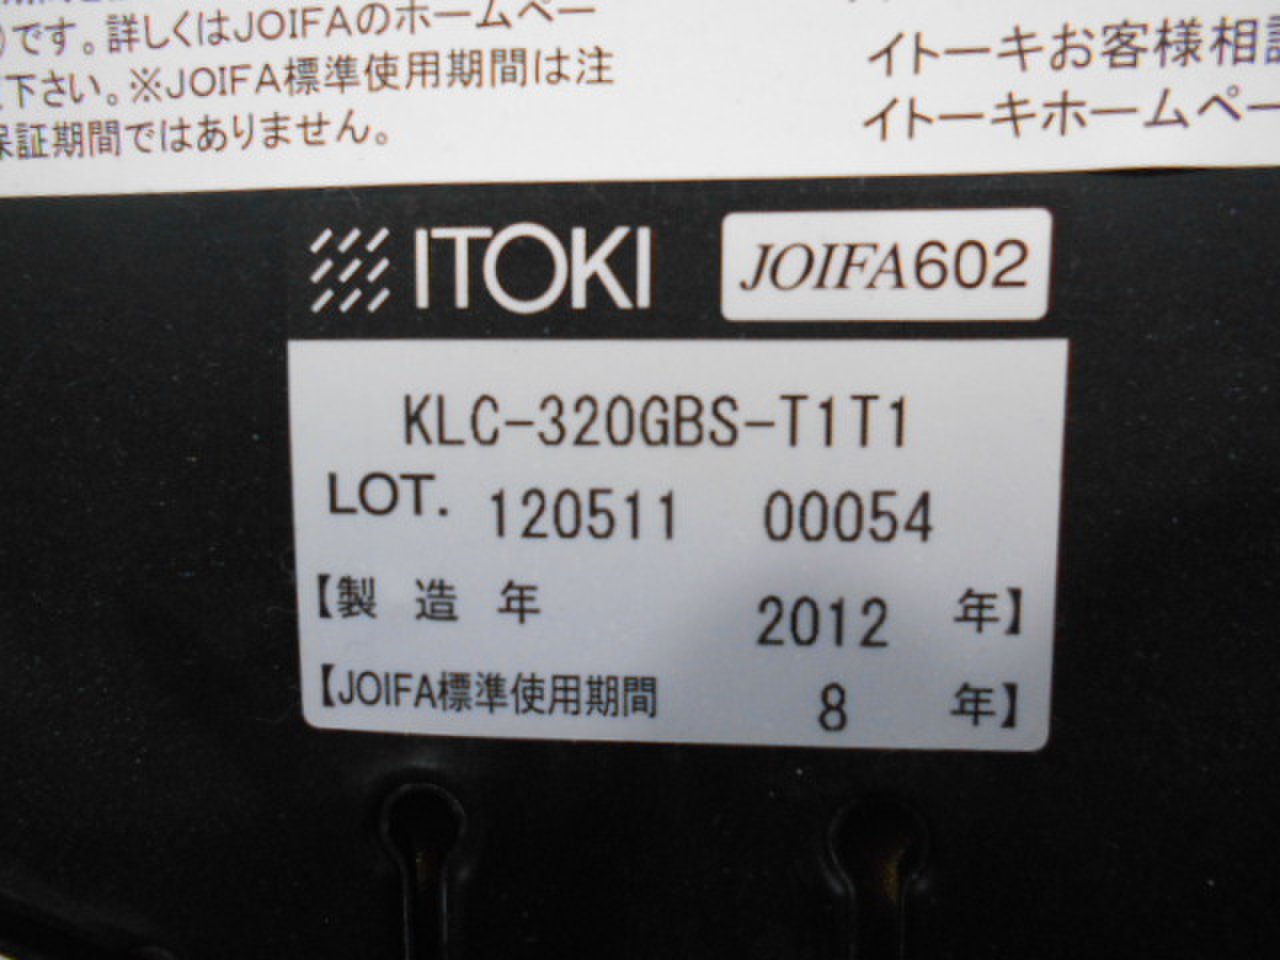 です。詳しくはJOIFAのホームペー
下さい。※JOIFA標準使用期間は注
保証期間ではありません。
イトーキお客様相談
イトーキホームペー
ITOKI JOIFA602
KLC-320GBS-T1T1
LOT. 120511 00054
【製造年 2012 年】
【JOIFA標準使用期間 8 年】